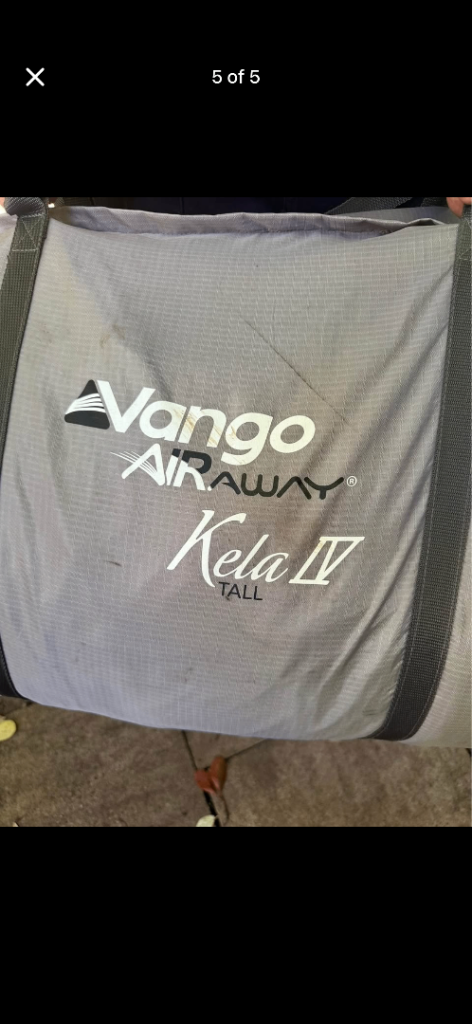 5 of 5
Vango
AIRAWAY®
Kela IV
TALL